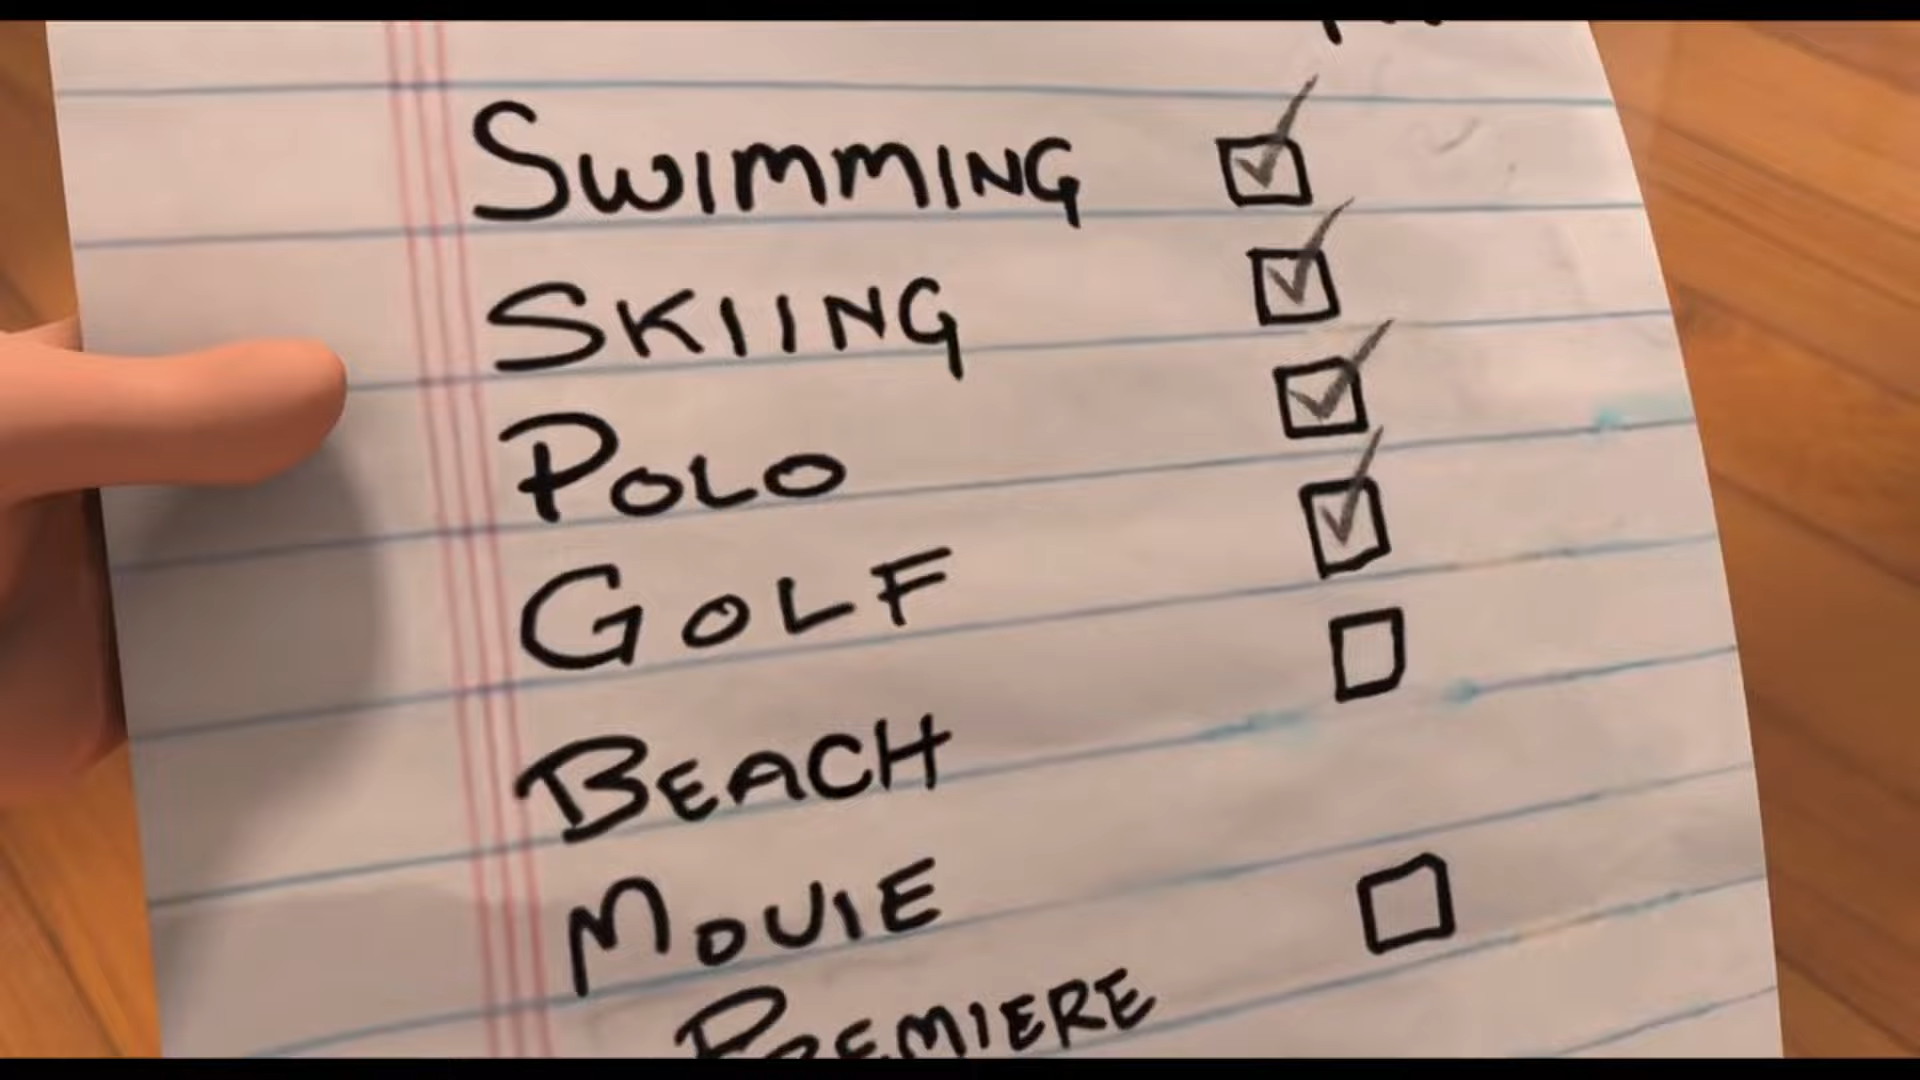 SWIMMING
SKIING
POLO
GOLF
BEACH
MOVIE
PREMIERE